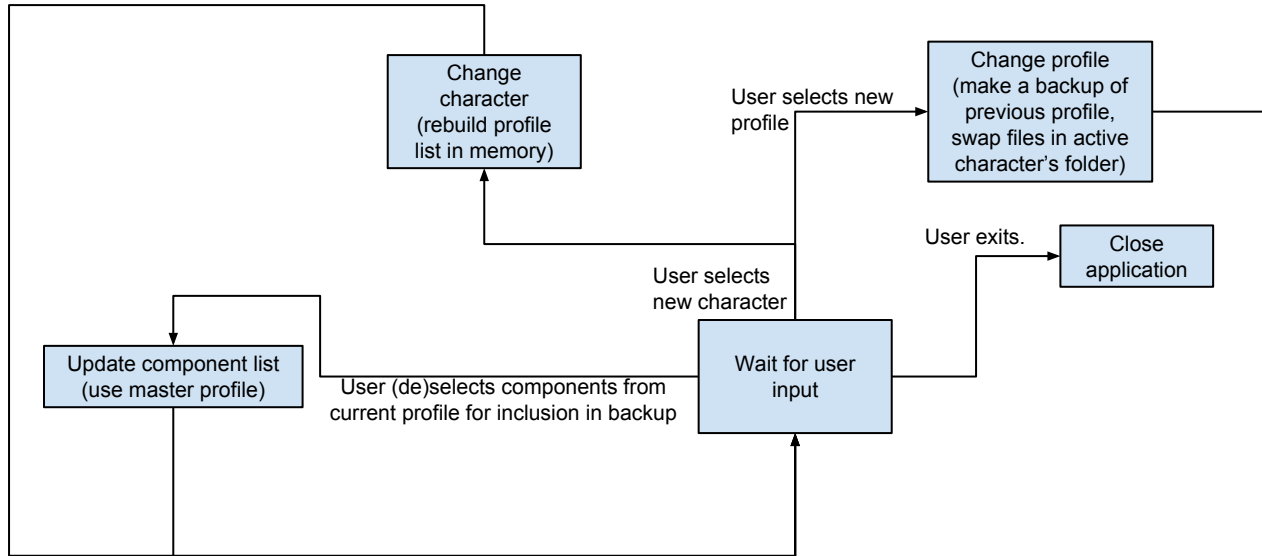 Change
character
(rebuild profile
list in memory)
User selects new
profile
Change profile
(make a backup of
previous profile,
swap files in active
character's folder)
User exits.
Close
application
User selects
new character
Update component list
(use master profile)
User (de)selects components from
current profile for inclusion in backup
Wait for user
input